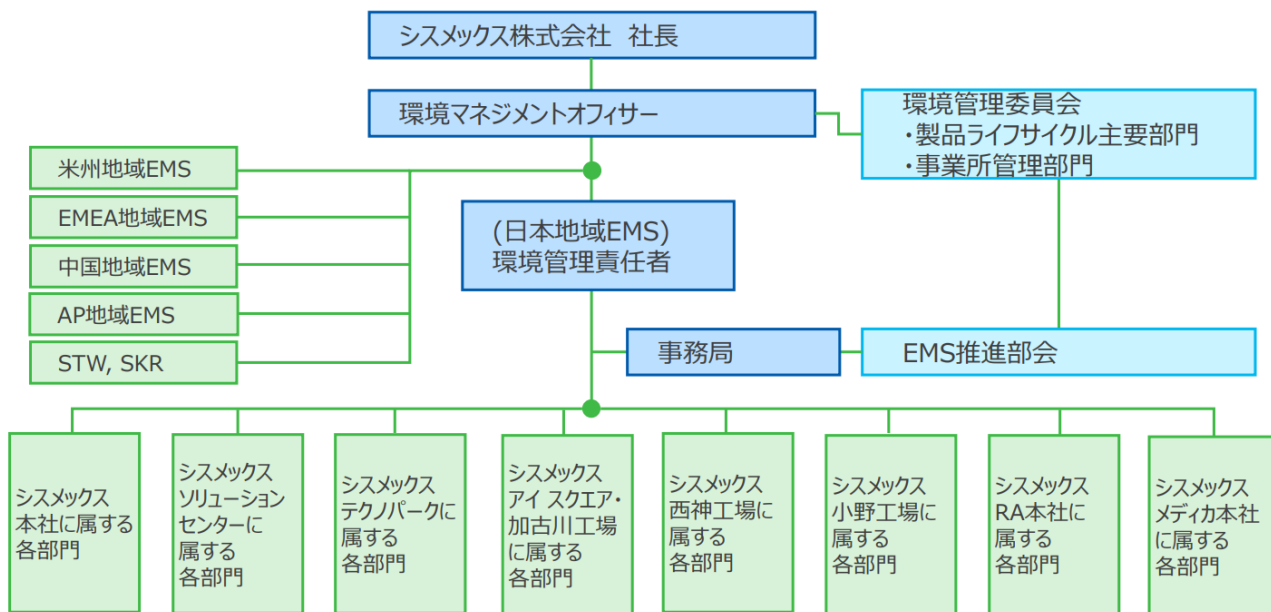 シスメックス株式会社 社長
環境マネジメントオフィサー
環境管理委員会
・製品ライフサイクル主要部門
・事業所管理部門
米州地域EMS
EMEA地域EMS
中国地域EMS
AP地域EMS
STW, SKR
(日本地域EMS)
環境管理責任者
事務局
EMS推進部会
シスメックス
本社に属する
各部門
シスメックス
ソリューション
センターに
属する
各部門
シスメックス
テクノパークに
属する
各部門
シスメックス
アイ スクエア・
加古川工場
に属する
各部門
シスメックス
西神工場に
属する
各部門
シスメックス
小野工場に
属する
各部門
シスメックス
RA本社に
属する
各部門
シスメックス
メディカ本社
に属する
各部門